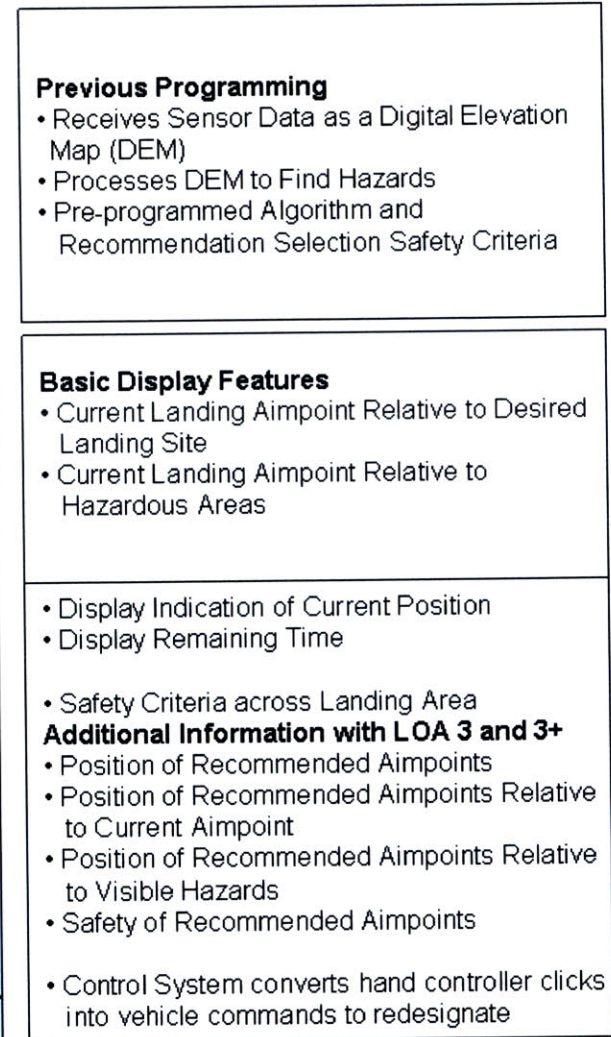 Previous Programming
• Receives Sensor Data as a Digital Elevation
Map (DEM)
• Processes DEM to Find Hazards
• Pre-programmed Algorithm and
Recommendation Selection Safety Criteria
Basic Display Features
• Current Landing Aimpoint Relative to Desired
Landing Site
• Current Landing Aimpoint Relative to
Hazardous Areas
• Display Indication of Current Position
• Display Remaining Time
• Safety Criteria across Landing Area
Additional Information with LOA 3 and 3+
• Position of Recommended Aimpoints
• Position of Recommended Aimpoints Relative
to Current Aimpoint
• Position of Recommended Aimpoints Relative
to Visible Hazards
• Safety of Recommended Aimpoints
• Control System converts hand controller clicks
into vehicle commands to redesignate